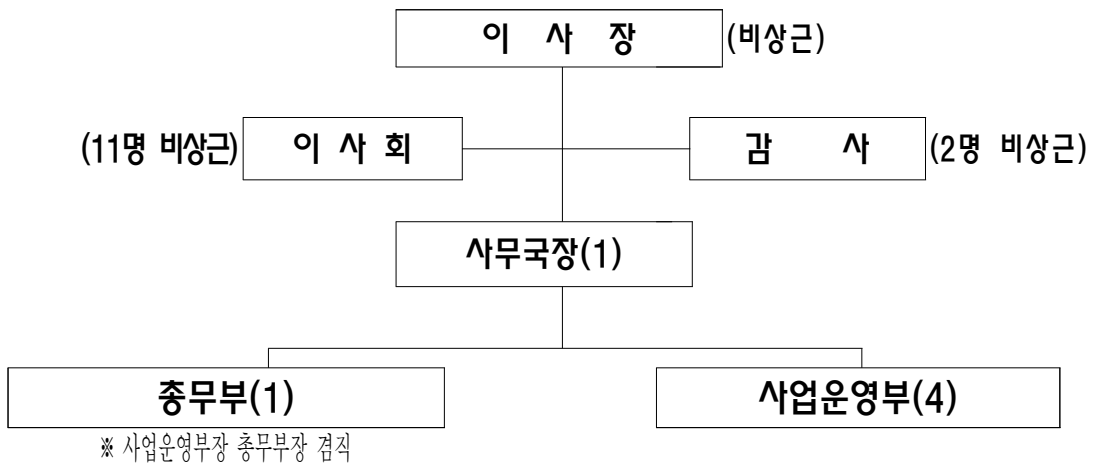 이 사 장 (비상근)
(11명 비상근) 이 사 회 감 사 (2명 비상근)
사무국장(1)
총무부(1) 사업운영부(4)
※ 사업운영부장 총무부장 겸직